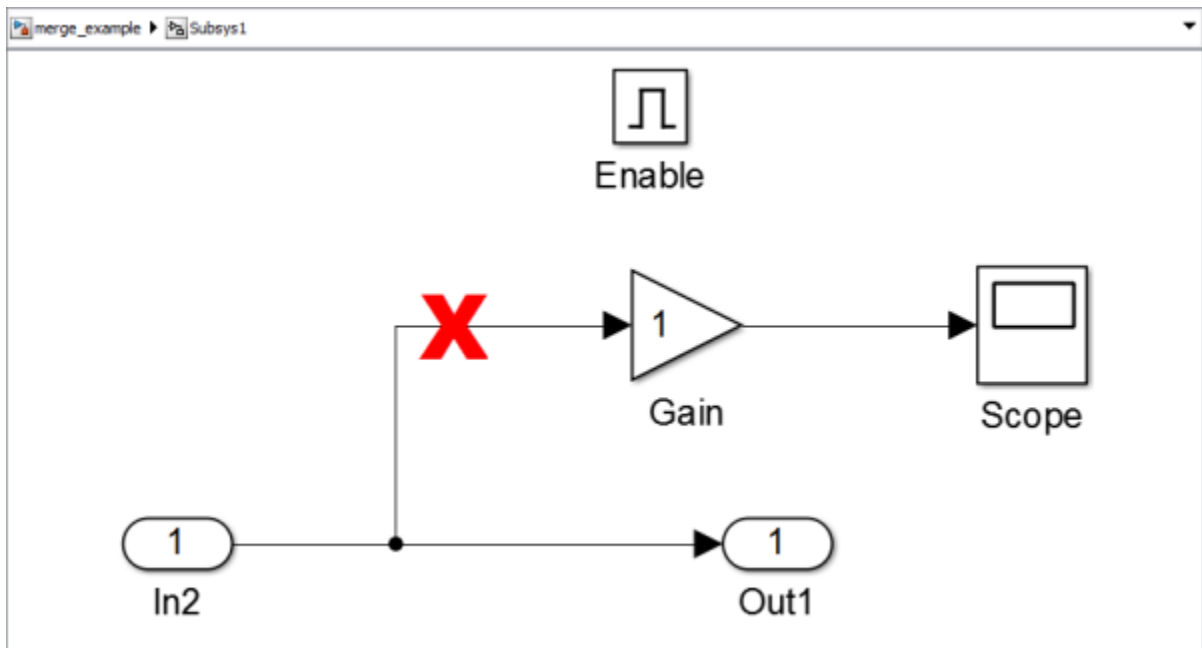 merge_example Subsys1
Enable
1
Gain
Scope
1
In2
1
Out1